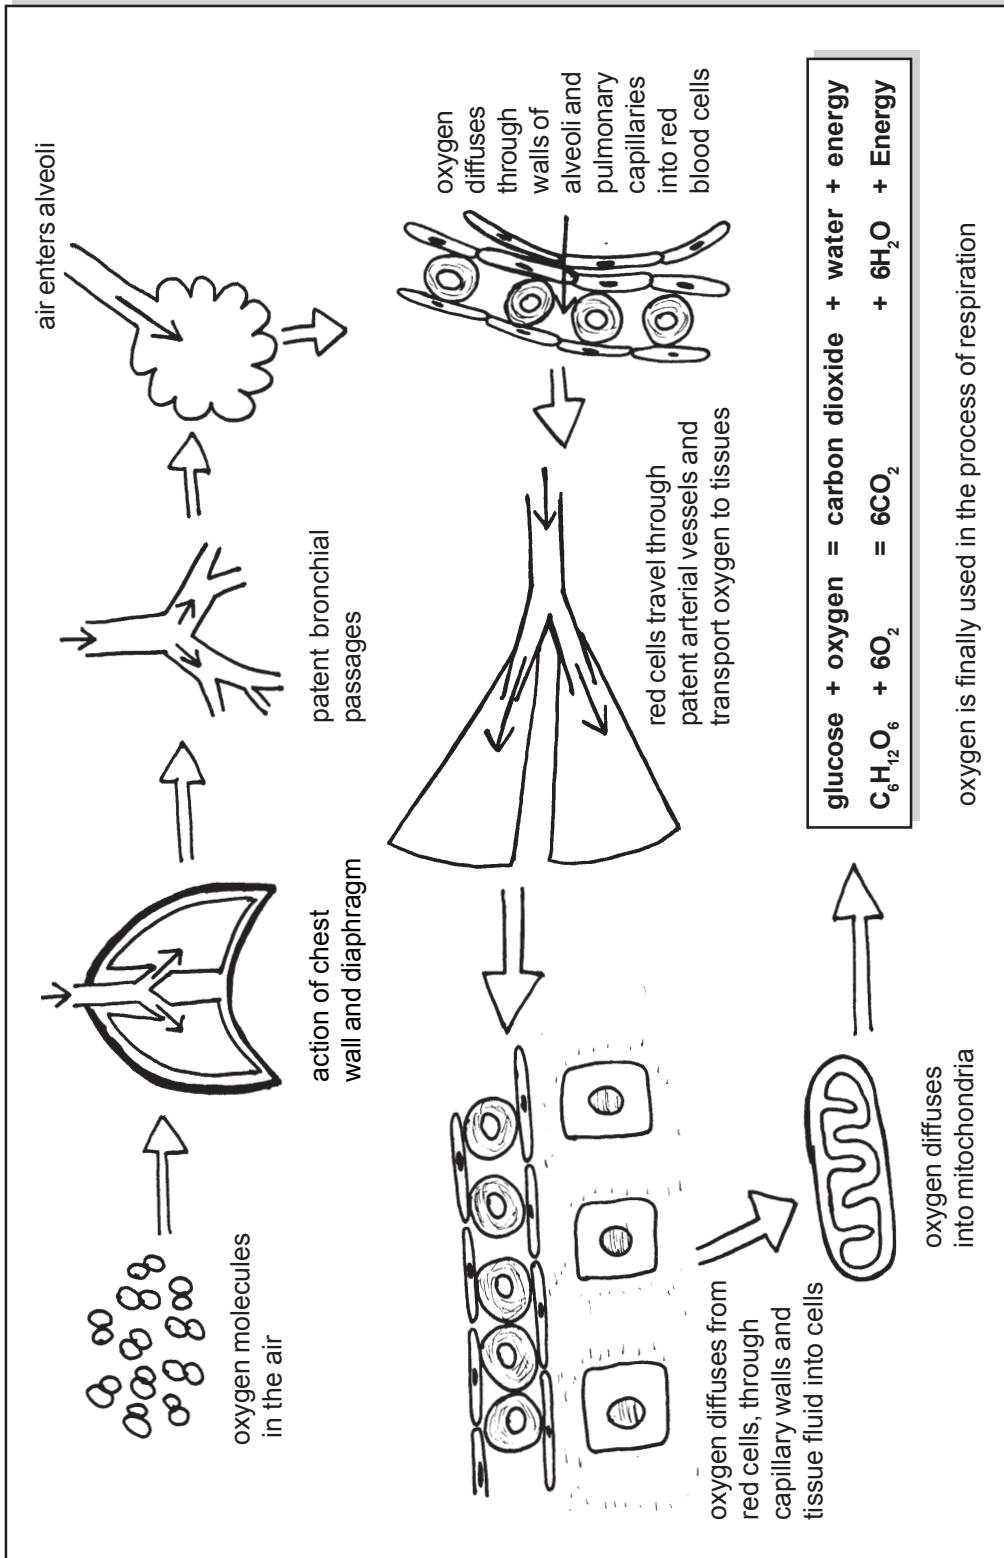 oxygen molecules
in the air
action of chest
wall and diaphragm
patent bronchial
passages
air enters alveoli
oxygen
diffuses
through
walls of
alveoli and
pulmonary
capillaries
into red
blood cells
red cells travel through
patent arterial vessels and
transport oxygen to tissues
oxygen diffuses from
red cells, through
capillary walls and
tissue fluid into cells
oxygen diffuses
into mitochondria
glucose + oxygen = carbon dioxide + water + energy
C₆H₁₂O₆ + 6O₂ = 6CO₂ + 6H₂O + Energy
oxygen is finally used in the process of respiration